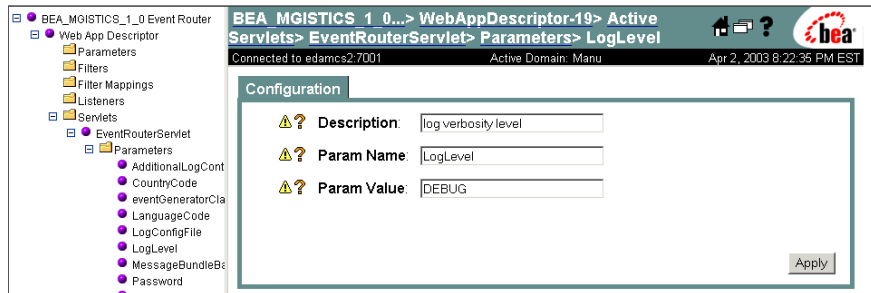 BEA_MGISTICS_1_0 Event Router
Web App Descriptor
Parameters
Filters
Filter Mappings
Listeners
Servlets
EventRouterServlet
Parameters
AdditionalLogCont
CountryCode
eventGeneratorCla
LanguageCode
LogConfigFile
LogLevel
MessageBundleBa
Password
BEA_MGISTICS_1_0...> WebAppDescriptor-19> Active
Servlets> EventRouterServlet> Parameters> LogLevel
?
bea
Connected to edamcs2:7001 Active Domain: Manu Apr 2, 2003 8:22:35 PM EST
Configuration
? Description: log verbosity level
? Param Name: LogLevel
? Param Value: DEBUG
Apply